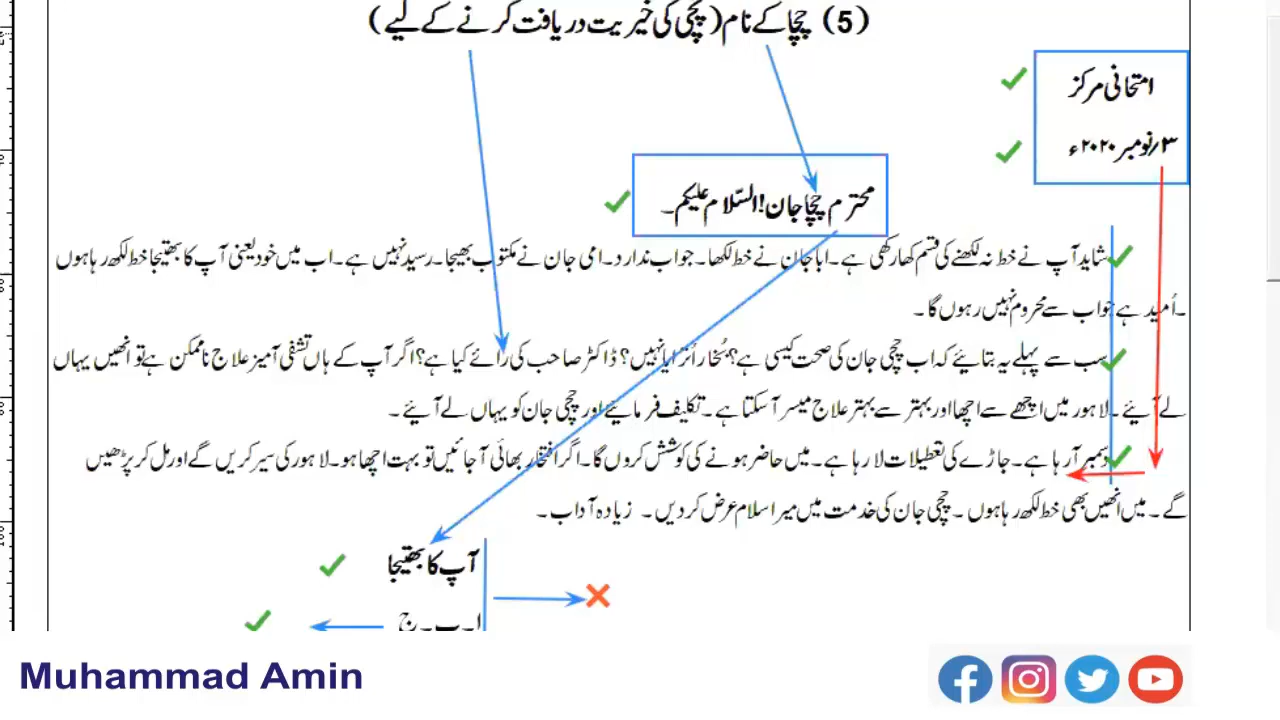 (5) چچا کے نام (چچی کی خیریت دریافت کرنے کے لیے)
امتحانی مرکز
۳؍نومبر ۲۰۲۰ء
محترم چچا جان! السّلام علیکم۔
شاید آپ نے خط نہ لکھنے کی قسم کھا رکھی ہے۔ ابا جان نے خط لکھا۔ جواب ندارد۔ امی جان نے مکتوب بھیجا۔ رسید نہیں ہے۔ اب میں خود یعنی آپ کا بھتیجا خط لکھ رہا ہوں
۔ اُمید ہے جواب سے محروم نہیں رہوں گا۔
سب سے پہلے یہ بتائیے کہ اب چچی جان کی صحت کیسی ہے؟ بُخار اُترا یا نہیں؟ ڈاکٹر صاحب کی رائے کیا ہے؟ اگر آپ کے ہاں تشفی آمیز علاج ناممکن ہے تو انھیں یہاں
لے آئیے۔ لاہور میں اچھے سے اچھا اور بہتر سے بہتر علاج میسر آ سکتا ہے۔ تکلیف فرمائیے اور چچی جان کو یہاں لے آئیے۔
دسمبر آ رہا ہے۔ جاڑے کی تعطیلات لا رہا ہے۔ میں حاضر ہونے کی کوشش کروں گا۔ اگر افتخار بھائی آ جائیں تو بہت اچھا ہو۔ لاہور کی سیر کریں گے اور مل کر پڑھیں
گے۔ میں انھیں بھی خط لکھ رہا ہوں۔ چچی جان کی خدمت میں میرا سلام عرض کر دیں۔ زیادہ آداب۔
آپ کا بھتیجا
ا۔ب۔ج
Muhammad Amin